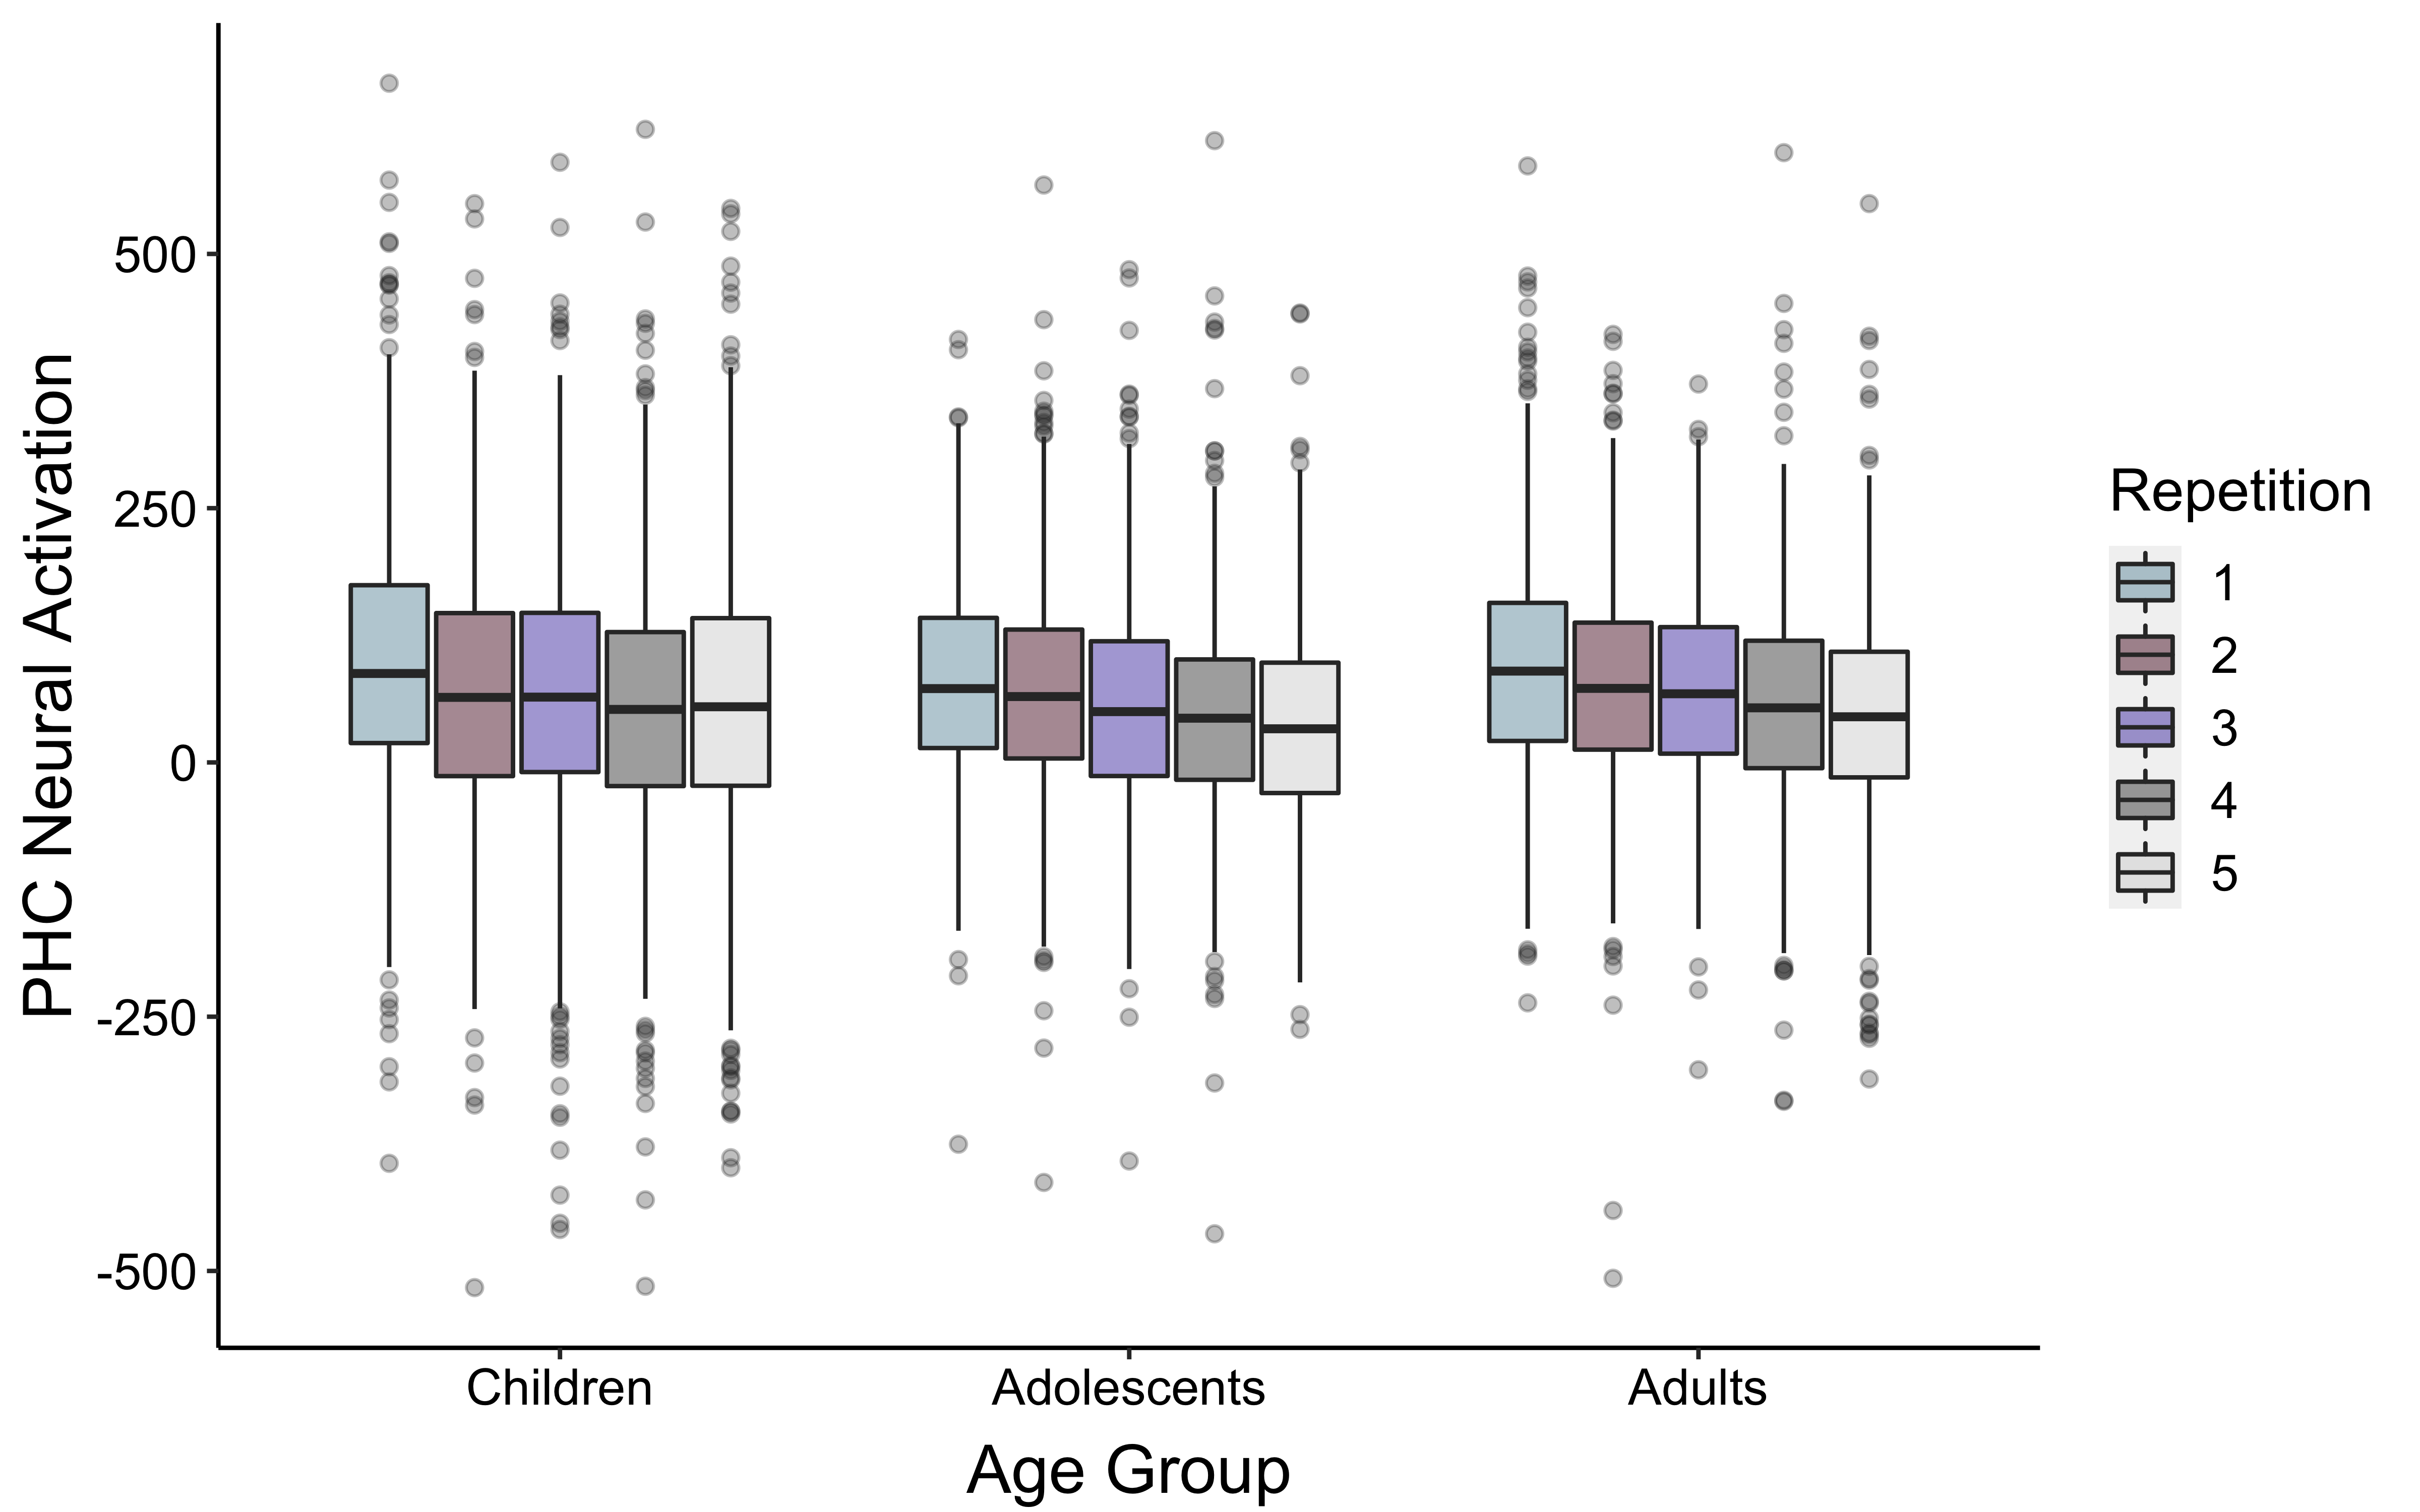 PHC Neural Activation
500
250
0
-250
-500
Children
Adolescents
Adults
Age Group
Repetition
1
2
3
4
5